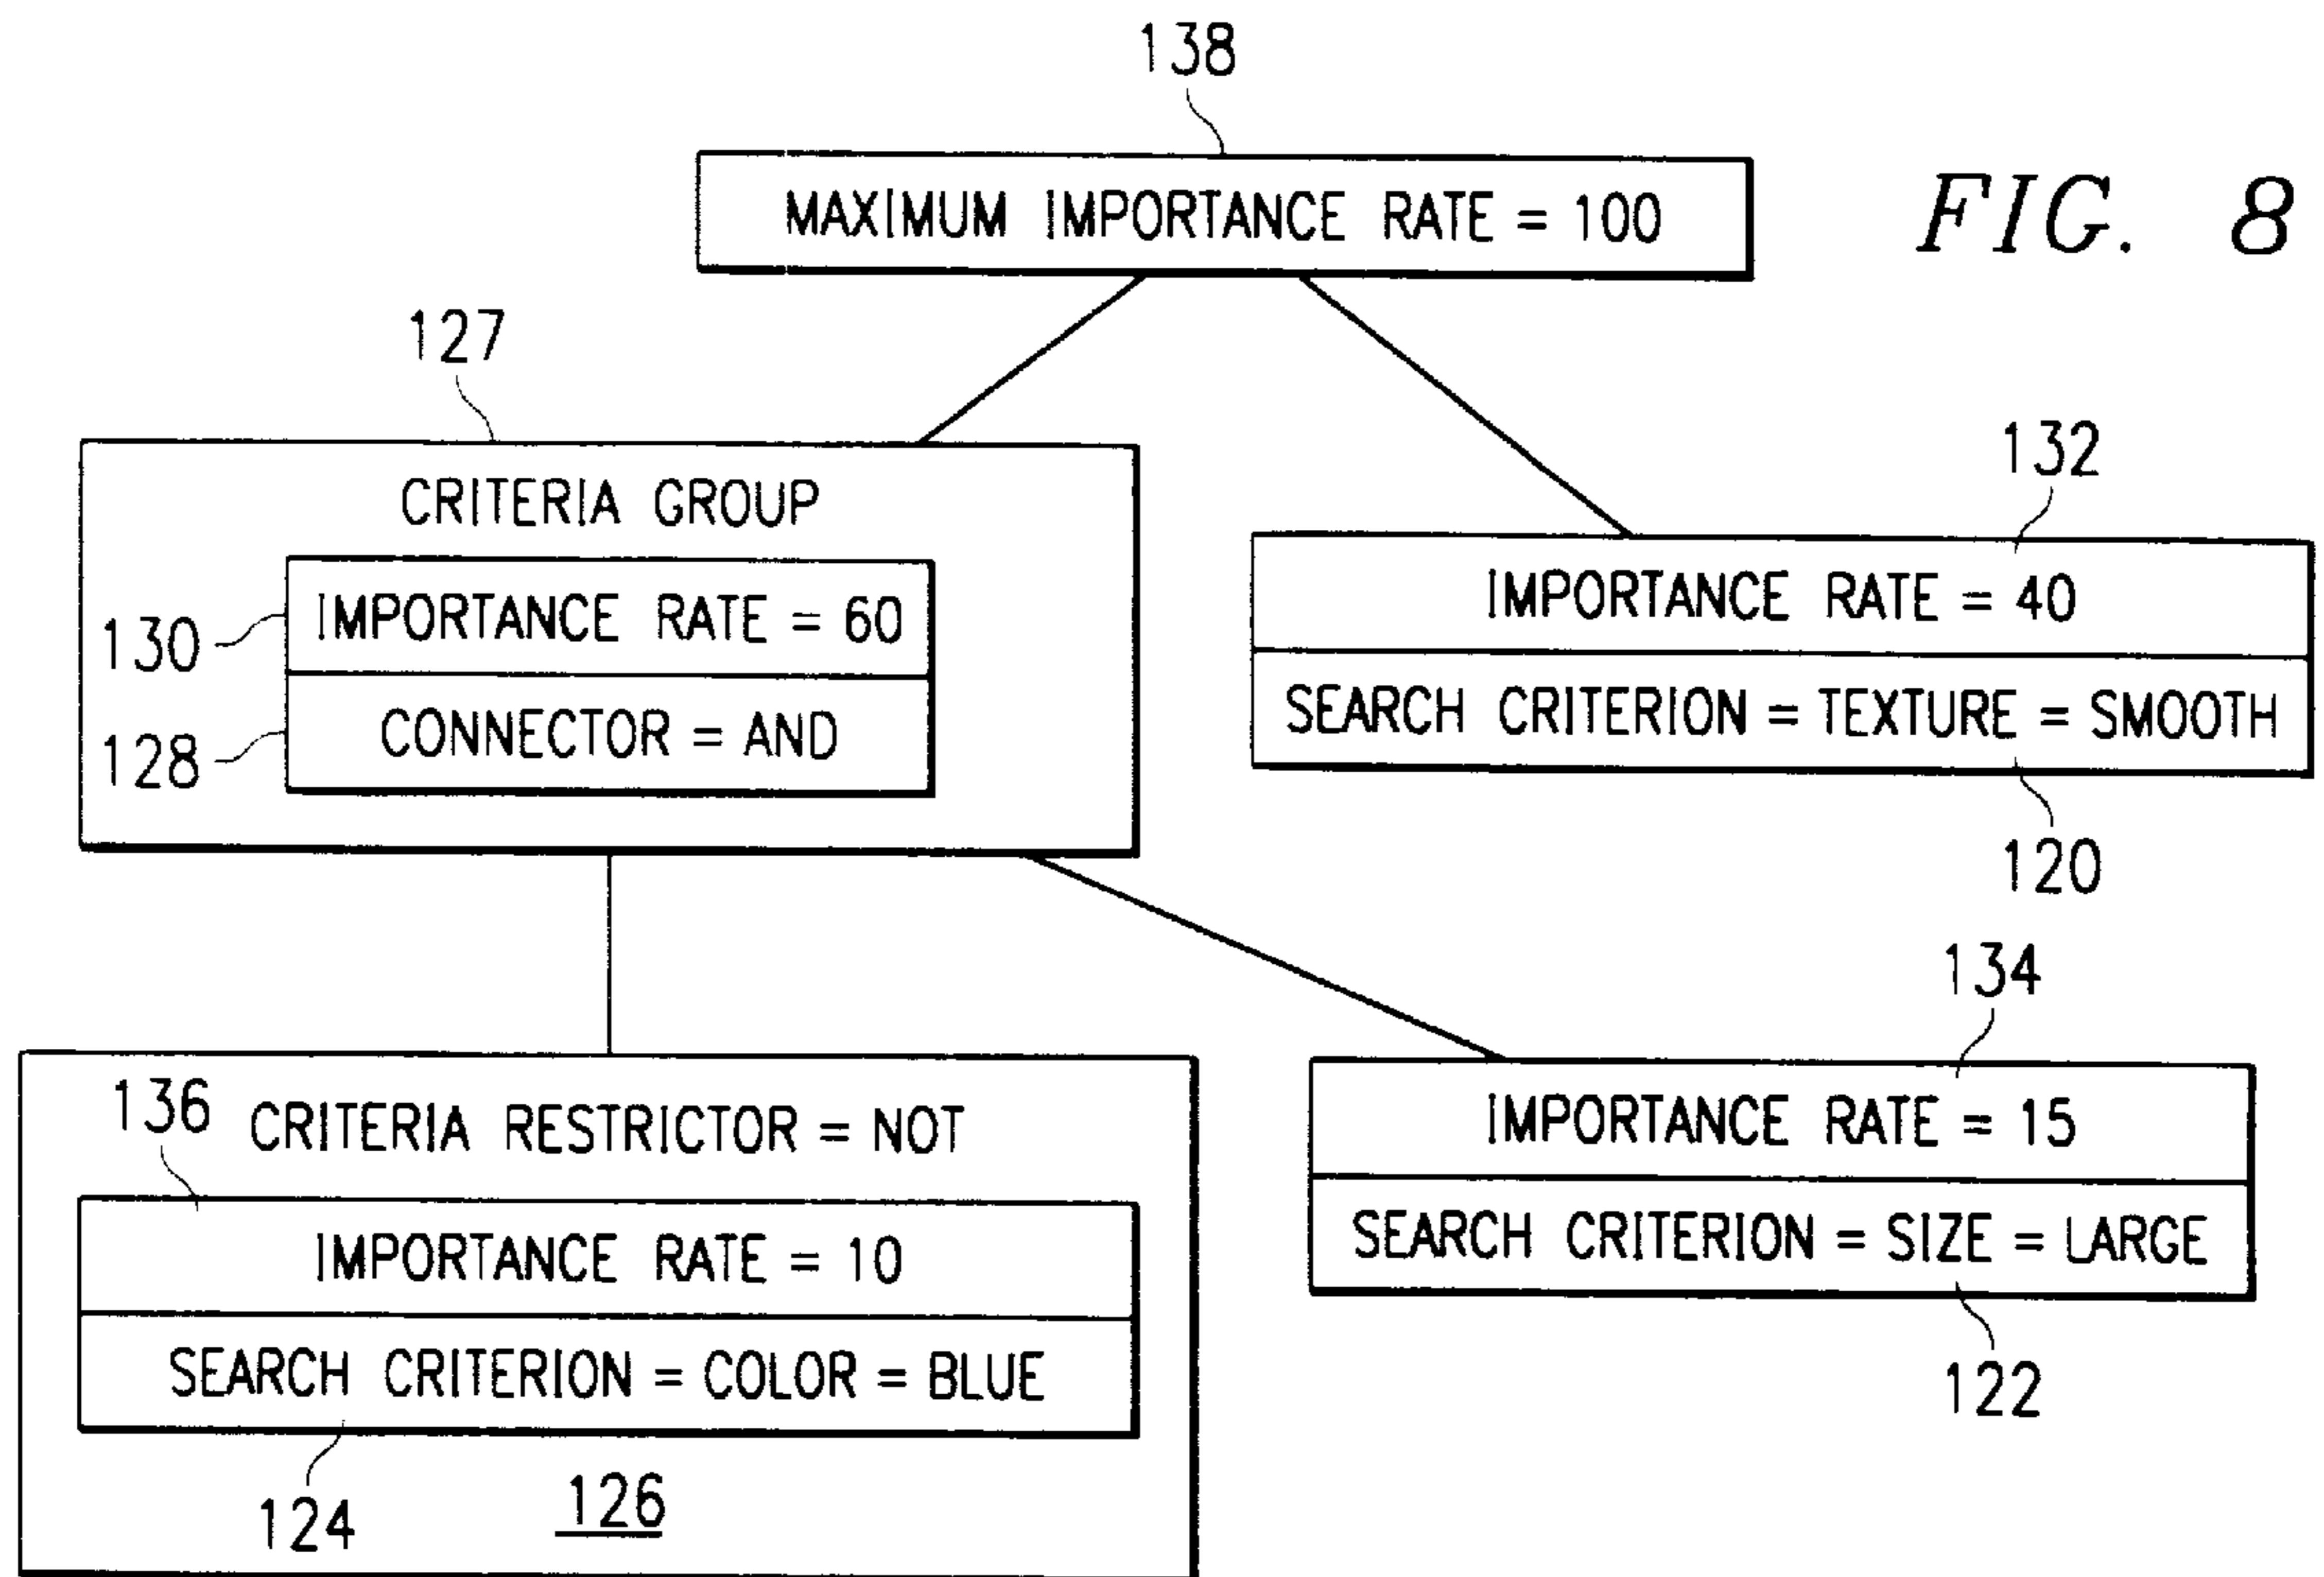 138
MAXIMUM IMPORTANCE RATE = 100
FIG. 8
127
CRITERIA GROUP
130
IMPORTANCE RATE = 60
128
CONNECTOR = AND
132
IMPORTANCE RATE = 40
SEARCH CRITERION = TEXTURE = SMOOTH
120
136
CRITERIA RESTRICTOR = NOT
IMPORTANCE RATE = 10
SEARCH CRITERION = COLOR = BLUE
124
126
134
IMPORTANCE RATE = 15
SEARCH CRITERION = SIZE = LARGE
122